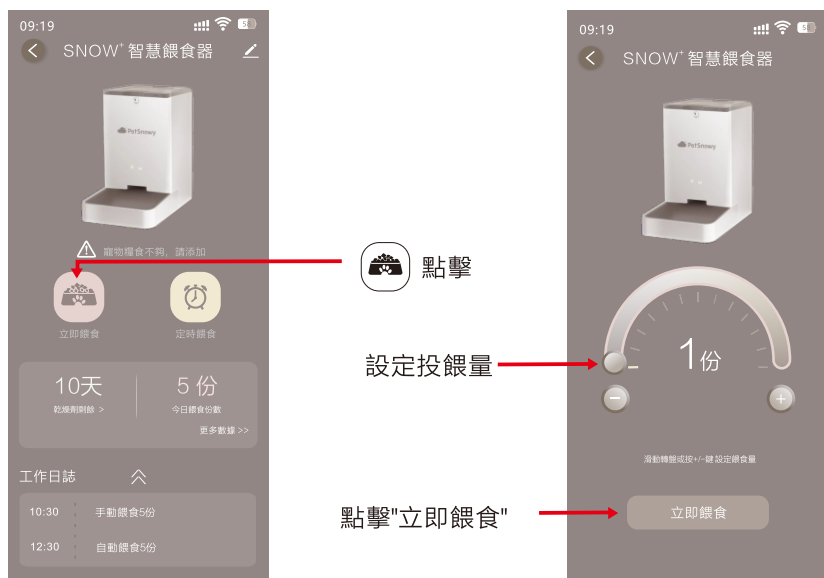 09:19
5
SNOW⁺ 智慧餵食器
PetSnowy
寵物糧食不夠，請添加
立即餵食
定時餵食
10天
乾燥劑剩餘 >
5 份
今日餵食份數
更多數據 >>
工作日誌
10:30 手動餵食5份
12:30 自動餵食5份
點擊
設定投餵量
點擊"立即餵食"
09:19
5
SNOW⁺ 智慧餵食器
PetSnowy
1份
滑動轉盤或按+/-鍵 設定餵食量
立即餵食